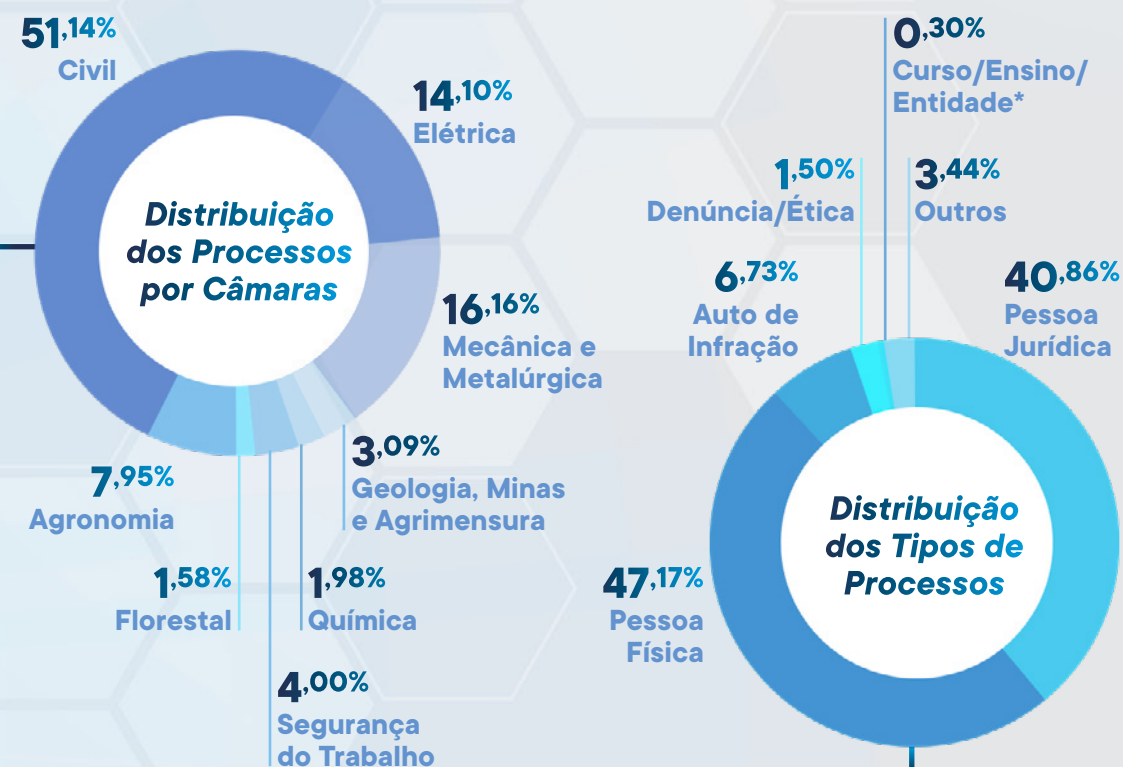 51,14%
Civil
14,10%
Elétrica
Distribuição
dos Processos
por Câmaras
16,16%
Mecânica e
Metalúrgica
3,09%
Geologia, Minas
e Agrimensura
7,95%
Agronomia
1,58%
Florestal
1,98%
Química
4,00%
Segurança
do Trabalho
0,30%
Curso/Ensino/
Entidade*
1,50%
Denúncia/Ética
3,44%
Outros
6,73%
Auto de
Infração
40,86%
Pessoa
Jurídica
Distribuição
dos Tipos de
Processos
47,17%
Pessoa
Física